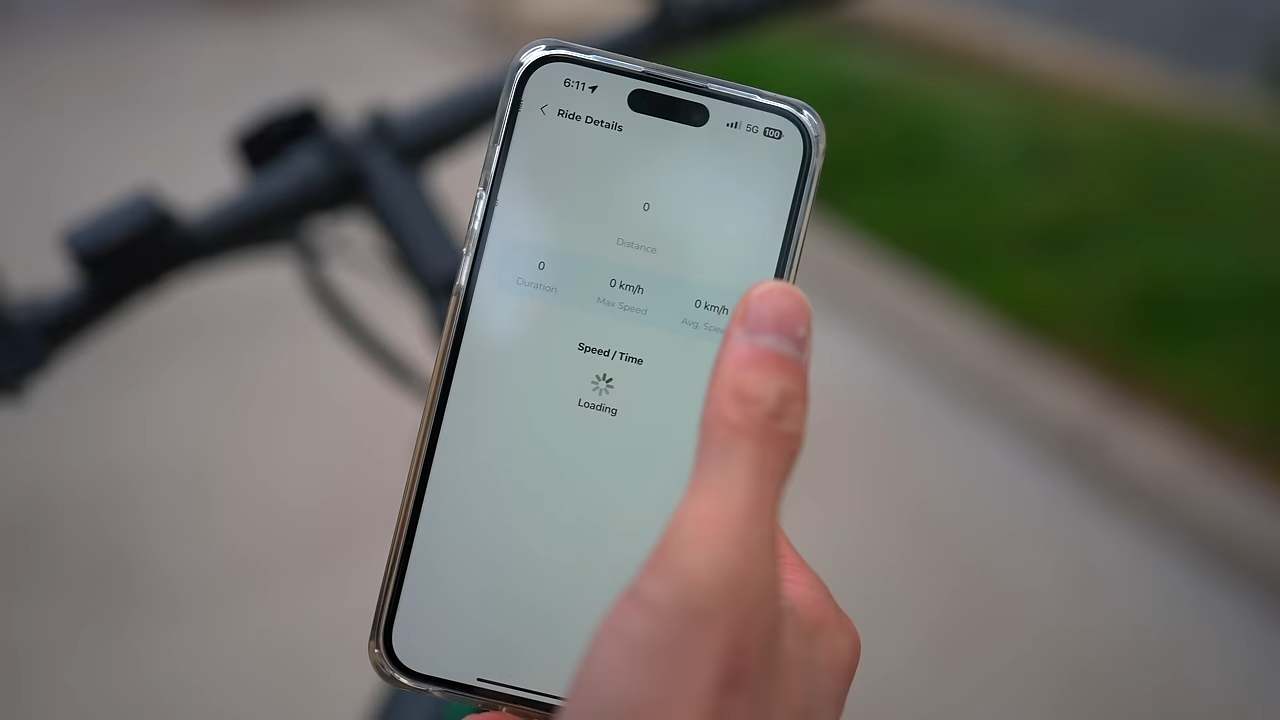 6:11
5G 100
Ride Details
0
Distance
0
Duration
0 km/h
Max Speed
0 km/h
Avg.
Speed / Time
Loading